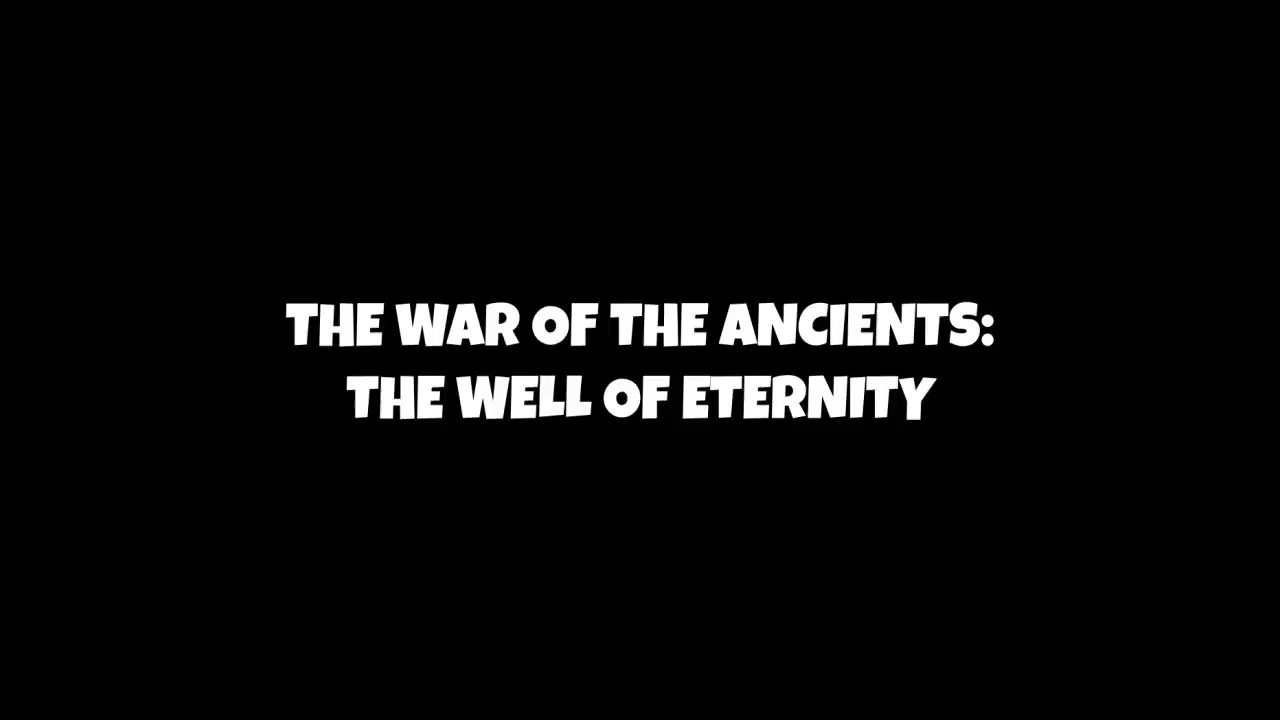 THE WAR OF THE ANCIENTS:
THE WELL OF ETERNITY